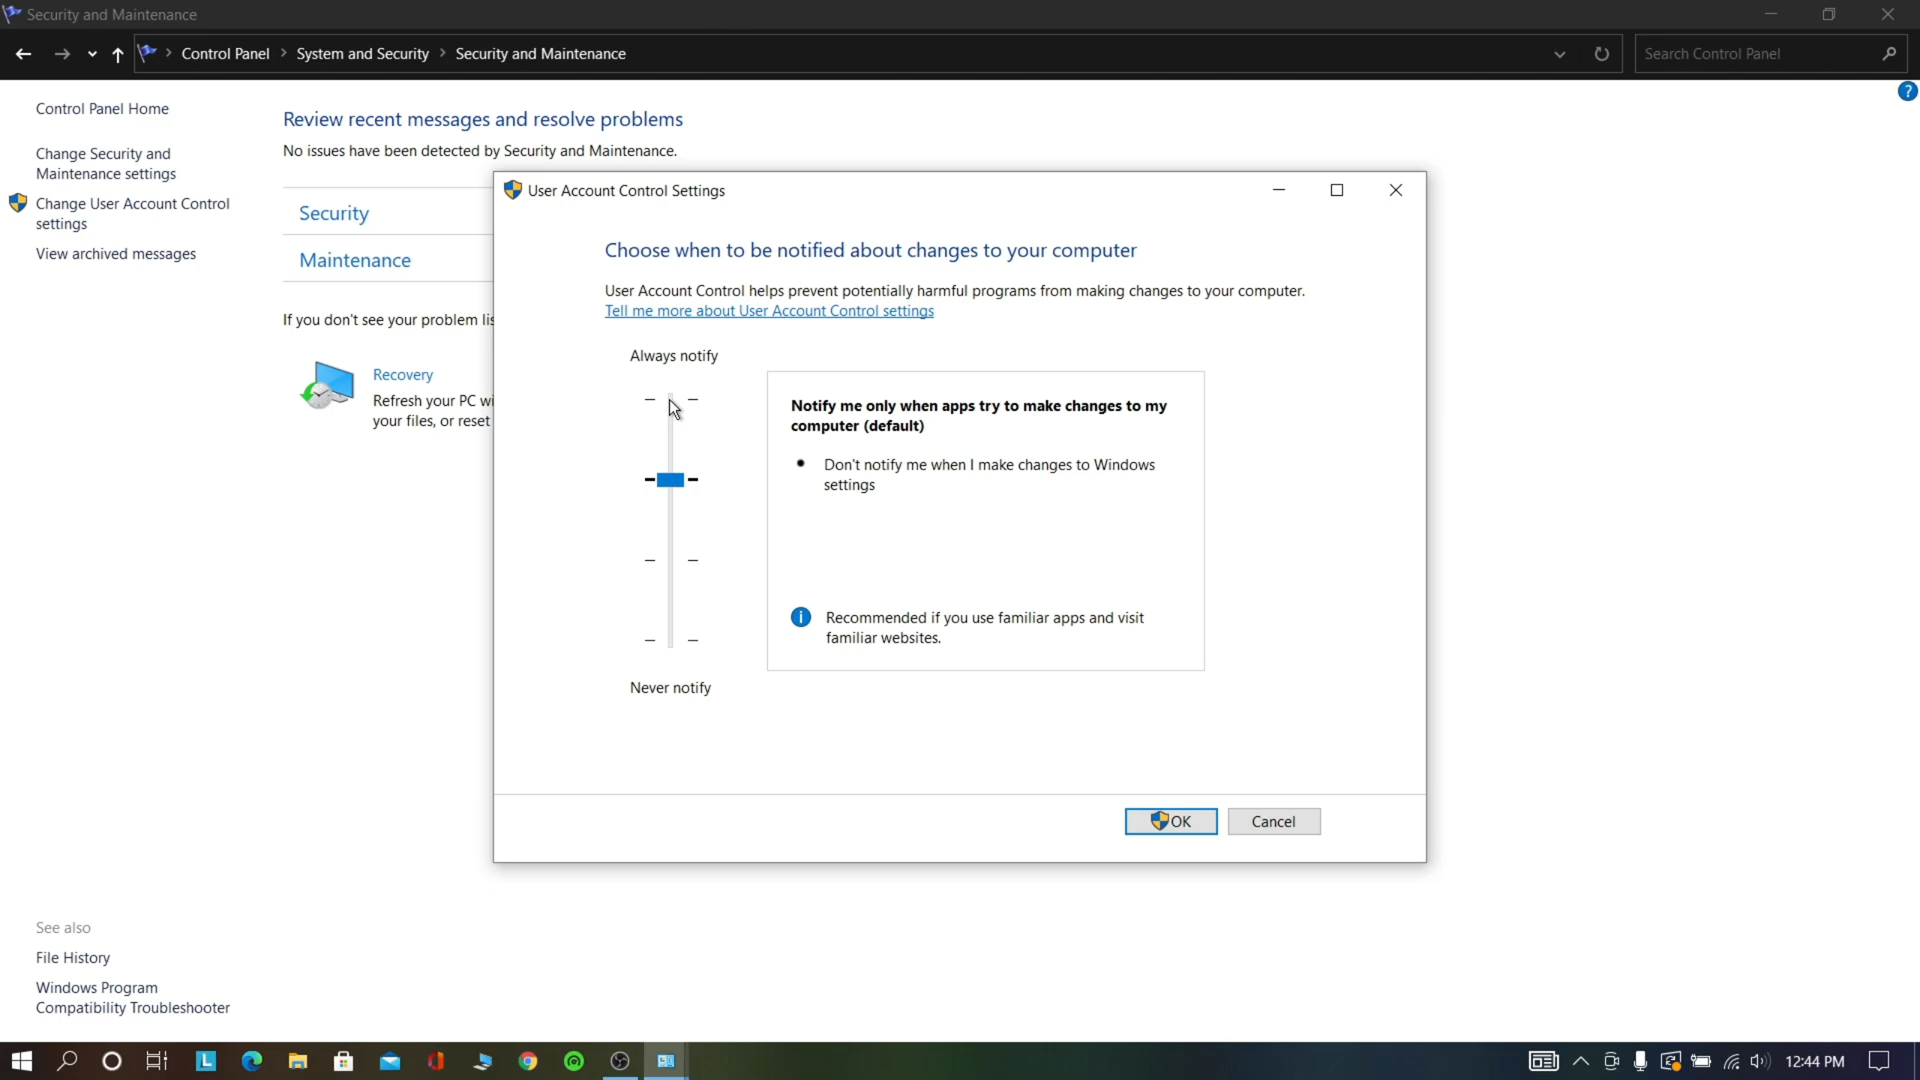 Security and Maintenance
Control Panel
System and Security
Security and Maintenance
Search Control Panel
Control Panel Home
Change Security and
Maintenance settings
Change User Account Control
settings
View archived messages
Review recent messages and resolve problems
No issues have been detected by Security and Maintenance.
Security
Maintenance
If you don't see your problem lis
Recovery
Refresh your PC wi
your files, or reset
User Account Control Settings
Choose when to be notified about changes to your computer
User Account Control helps prevent potentially harmful programs from making changes to your computer.
Tell me more about User Account Control settings
Always notify
Notify me only when apps try to make changes to my
computer (default)
Don't notify me when I make changes to Windows
settings
Recommended if you use familiar apps and visit
familiar websites.
Never notify
OK
Cancel
See also
File History
Windows Program
Compatibility Troubleshooter
L
12:44 PM